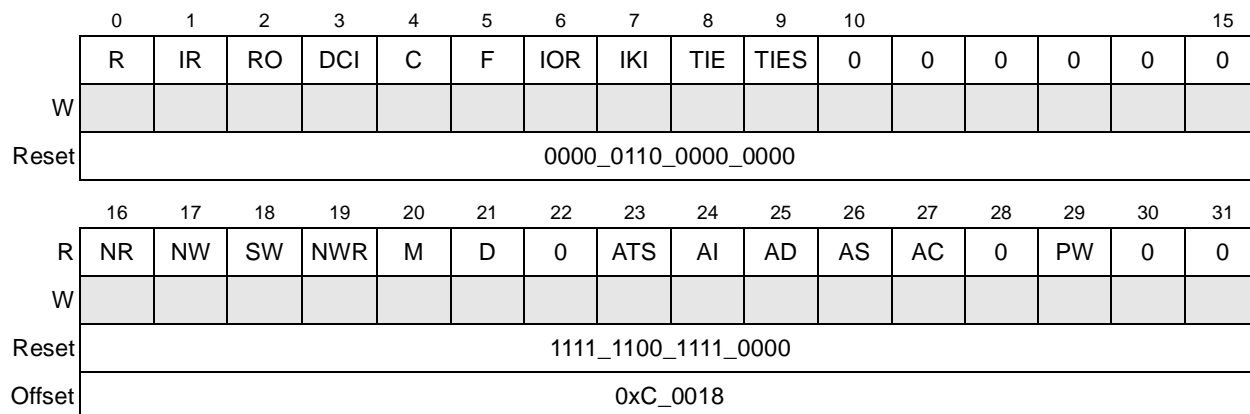 0 1 2 3 4 5 6 7 8 9 10 15
R IR RO DCI C F IOR IKI TIE TIES 0 0 0 0 0 0
W
Reset 0000_0110_0000_0000
16 17 18 19 20 21 22 23 24 25 26 27 28 29 30 31
R NR NW SW NWR M D 0 ATS AI AD AS AC 0 PW 0 0
W
Reset 1111_1100_1111_0000
Offset 0xC_0018